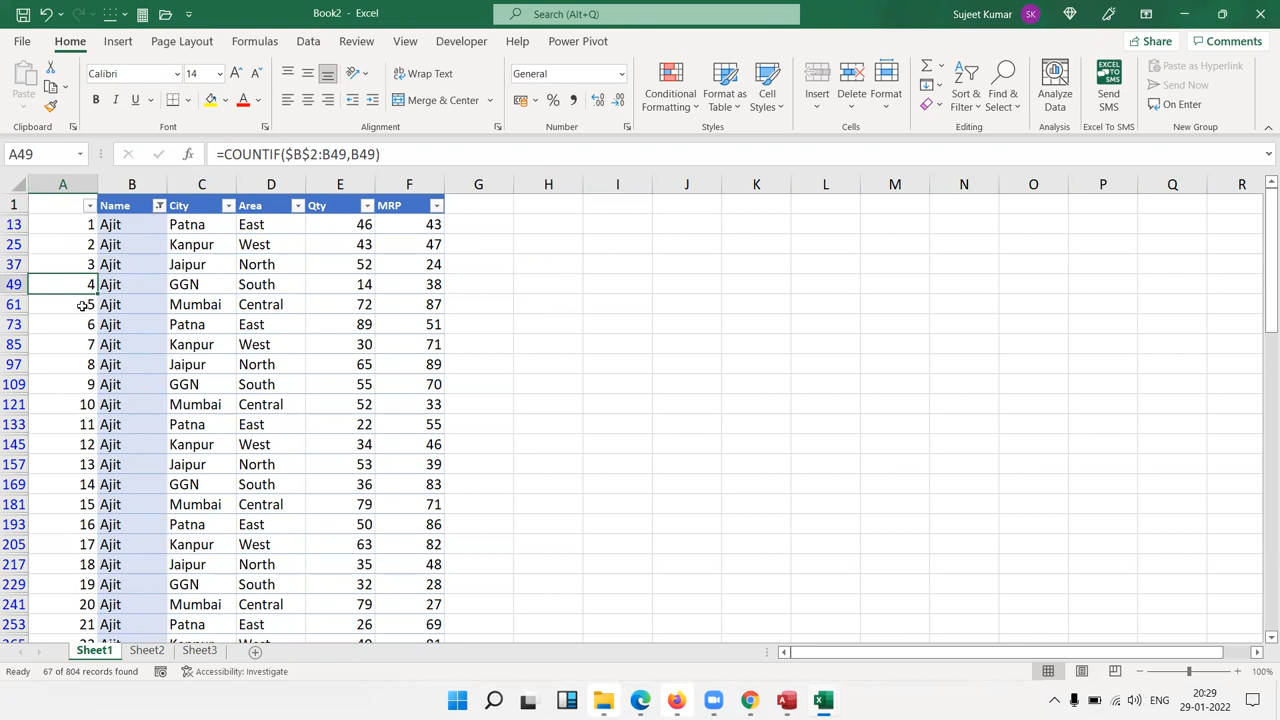 Book2 - Excel
Search (Alt+Q)
Sujeet Kumar SK
File Home Insert Page Layout Formulas Data Review View Developer Help Power Pivot Share Comments
Paste Calibri 14 Wrap Text General Conditional Formatting Format as Table Cell Styles Insert Delete Format Sort & Filter Find & Select Analyze Data EXCEL TO SMS Send SMS Paste as Hyperlink
B I U Merge & Center Send Now
On Enter
Clipboard Font Alignment Number Styles Cells Editing Analysis Excel To SMS New Group
A49 fx =COUNTIF($B$2:B49,B49)
A B C D E F G H I J K L M N O P Q R
1 Name City Area Qty MRP
13 1 Ajit Patna East 46 43
25 2 Ajit Kanpur West 43 47
37 3 Ajit Jaipur North 52 24
49 4 Ajit GGN South 14 38
61 5 Ajit Mumbai Central 72 87
73 6 Ajit Patna East 89 51
85 7 Ajit Kanpur West 30 71
97 8 Ajit Jaipur North 65 89
109 9 Ajit GGN South 55 70
121 10 Ajit Mumbai Central 52 33
133 11 Ajit Patna East 22 55
145 12 Ajit Kanpur West 34 46
157 13 Ajit Jaipur North 53 39
169 14 Ajit GGN South 36 83
181 15 Ajit Mumbai Central 79 71
193 16 Ajit Patna East 50 86
205 17 Ajit Kanpur West 63 82
217 18 Ajit Jaipur North 35 48
229 19 Ajit GGN South 32 28
241 20 Ajit Mumbai Central 79 27
253 21 Ajit Patna East 26 69
Sheet1 Sheet2 Sheet3
Ready 67 of 804 records found Accessibility: Investigate 100%
ENG 20:29
29-01-2022